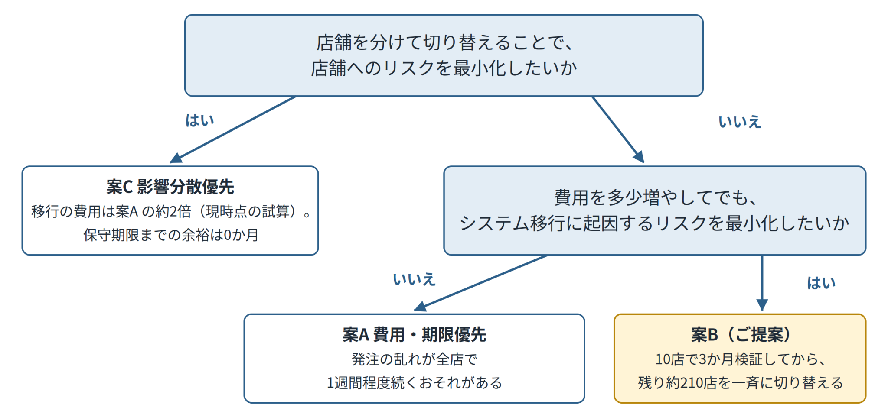 店舗を分けて切り替えることで、
店舗へのリスクを最小化したいか
はい
いいえ
案C 影響分散優先
移行の費用は案A の約2倍（現時点の試算）。
保守期限までの余裕は0か月
費用を多少増やしてでも、
システム移行に起因するリスクを最小化したいか
いいえ
はい
案A 費用・期限優先
発注の乱れが全店で
1週間程度続くおそれがある
案B（ご提案）
10店で3か月検証してから、
残り約210店を一斉に切り替える